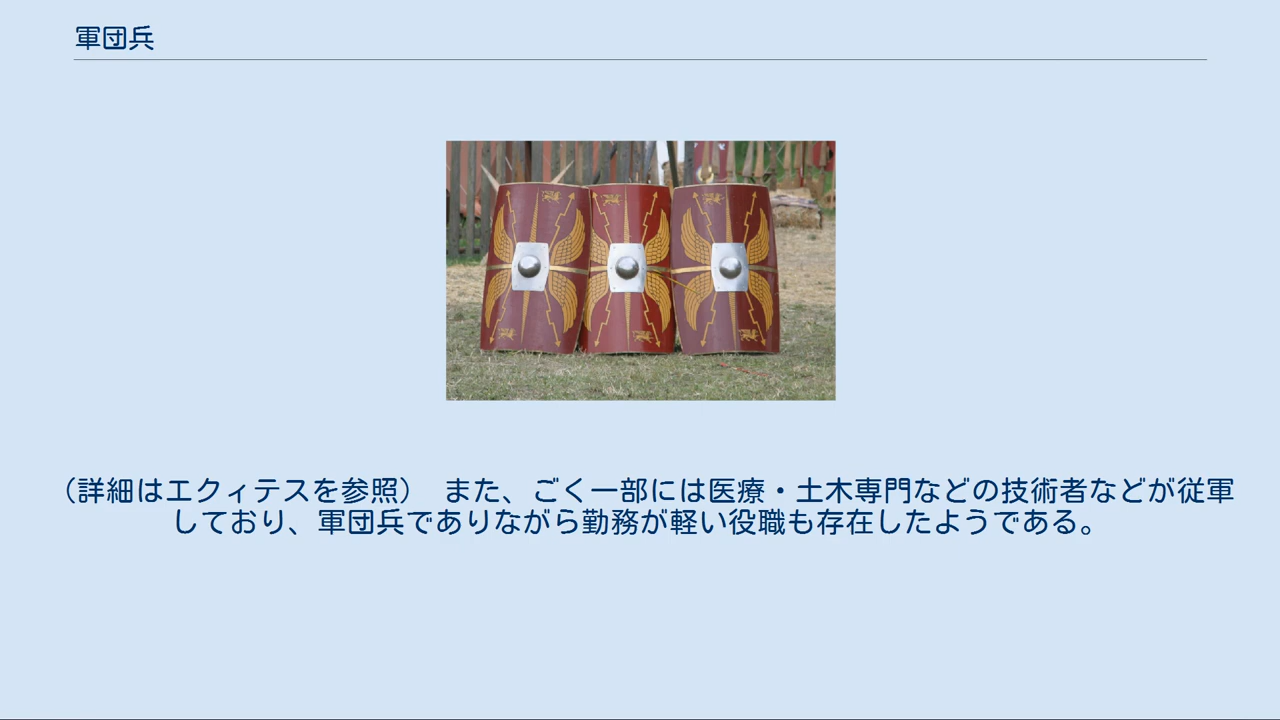 軍団兵
（詳細はエクィテスを参照）　また、ごく一部には医療・土木専門などの技術者などが従軍
しており、軍団兵でありながら勤務が軽い役職も存在したようである。